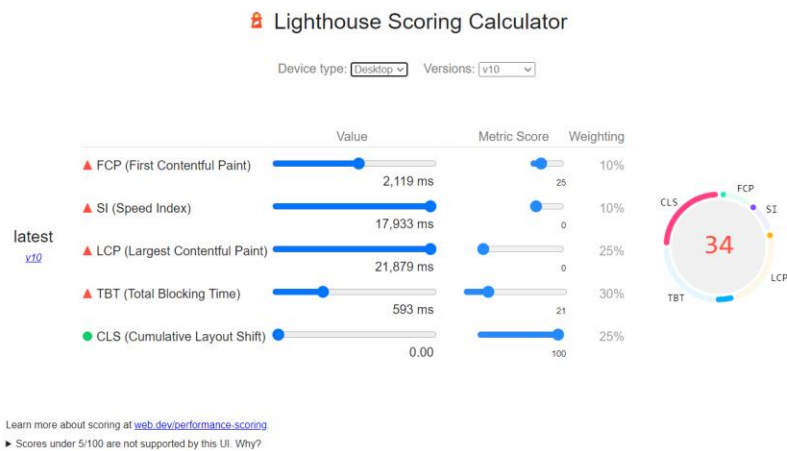 Lighthouse Scoring Calculator
Device type: Desktop Versions: v10
Value Metric Score Weighting
FCP (First Contentful Paint) 10%
2,119 ms 25
SI (Speed Index) 10%
17,933 ms 0
latest
v10
LCP (Largest Contentful Paint) 25%
21,879 ms 0
TBT (Total Blocking Time) 30%
593 ms 21
CLS (Cumulative Layout Shift) 25%
0.00 100
FCP
CLS
SI
34
LCP
TBT
Learn more about scoring at web.dev/performance-scoring.
▶ Scores under 5/100 are not supported by this UI. Why?